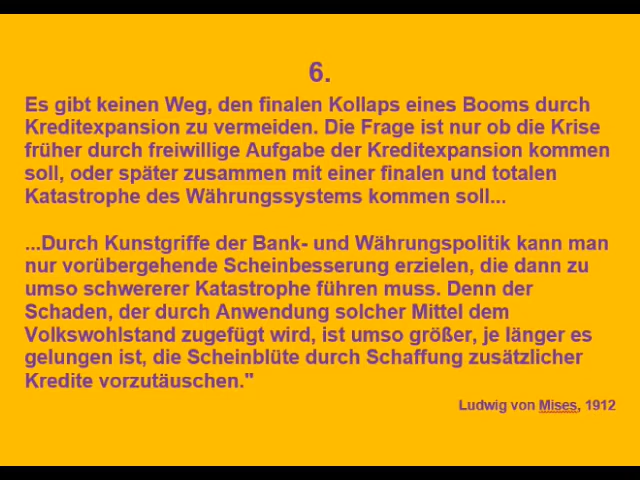 6.
Es gibt keinen Weg, den finalen Kollaps eines Booms durch
Kreditexpansion zu vermeiden. Die Frage ist nur ob die Krise
früher durch freiwillige Aufgabe der Kreditexpansion kommen
soll, oder später zusammen mit einer finalen und totalen
Katastrophe des Währungssystems kommen soll...
...Durch Kunstgriffe der Bank- und Währungspolitik kann man
nur vorübergehende Scheinbesserung erzielen, die dann zu
umso schwererer Katastrophe führen muss. Denn der
Schaden, der durch Anwendung solcher Mittel dem
Volkswohlstand zugefügt wird, ist umso größer, je länger es
gelungen ist, die Scheinblüte durch Schaffung zusätzlicher
Kredite vorzutäuschen."
Ludwig von Mises, 1912